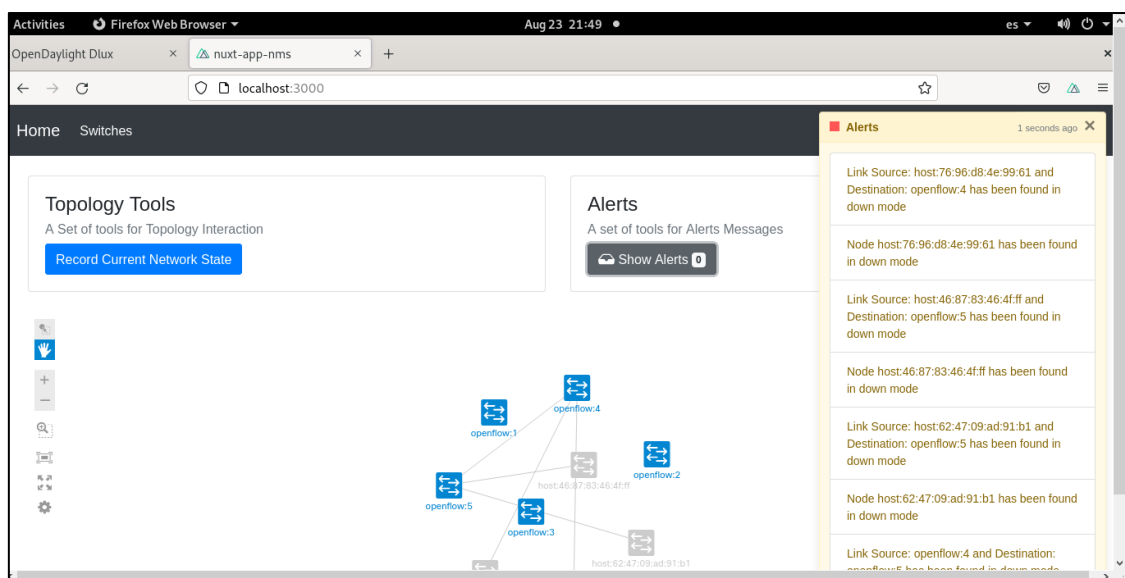 Activities Firefox Web Browser Aug 23 21:49 es
OpenDaylight Dlux nuxt-app-nms
localhost:3000
Home Switches
Topology Tools
A Set of tools for Topology Interaction
Record Current Network State
Alerts
A set of tools for Alerts Messages
Show Alerts 0
Alerts 1 seconds ago
Link Source: host:76:96:d8:4e:99:61 and
Destination: openflow:4 has been found in
down mode
Node host:76:96:d8:4e:99:61 has been found
in down mode
Link Source: host:46:87:83:46:4f:ff and
Destination: openflow:5 has been found in
down mode
Node host:46:87:83:46:4f:ff has been found
in down mode
Link Source: host:62:47:09:ad:91:b1 and
Destination: openflow:5 has been found in
down mode
Node host:62:47:09:ad:91:b1 has been found
in down mode
Link Source: openflow:4 and Destination:
openflow:5 has been found in down mode
openflow:4
openflow:1
openflow:2
host:46:87:83:46:4f:ff
openflow:5
openflow:3
host:62:47:09:ad:91:b1